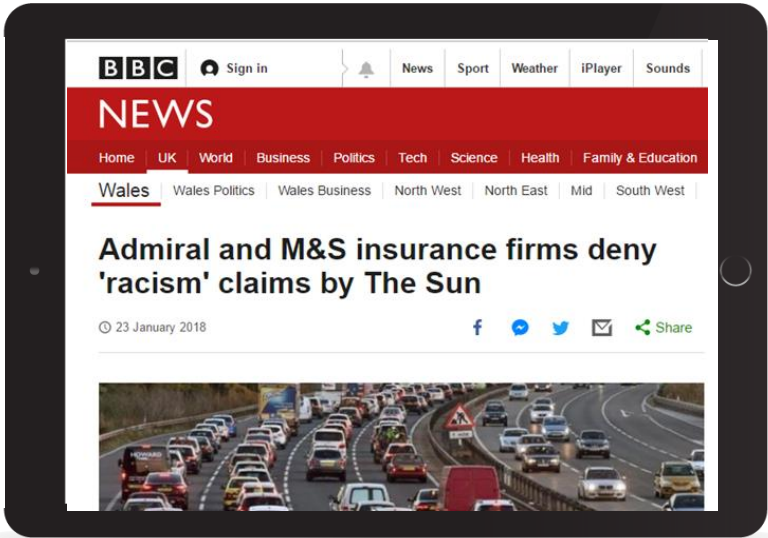 BBC Sign in News Sport Weather iPlayer Sounds
NEWS
Home UK World Business Politics Tech Science Health Family & Education
Wales Wales Politics Wales Business North West North East Mid South West
Admiral and M&S insurance firms deny
'racism' claims by The Sun
23 January 2018 Share
HOWARD